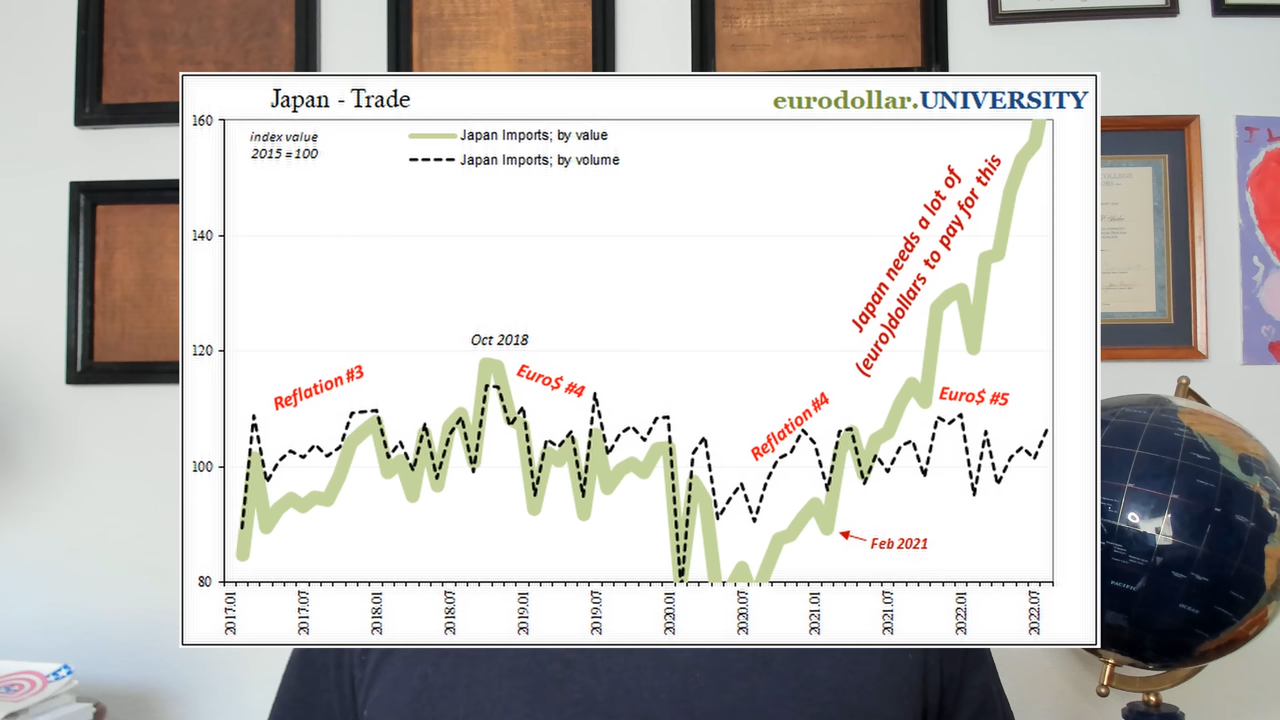 Japan - Trade
eurodollar.UNIVERSITY
index value
2015 = 100
Japan Imports; by value
Japan Imports; by volume
160
140
120
100
80
Reflation #3
Oct 2018
Euro$ #4
Reflation #4
Japan needs a lot of
(euro)dollars to pay for this
Euro$ #5
Feb 2021
2017.01
2017.07
2018.01
2018.07
2019.01
2019.07
2020.01
2020.07
2021.01
2021.07
2022.01
2022.07
PACIFIC
OCEAN